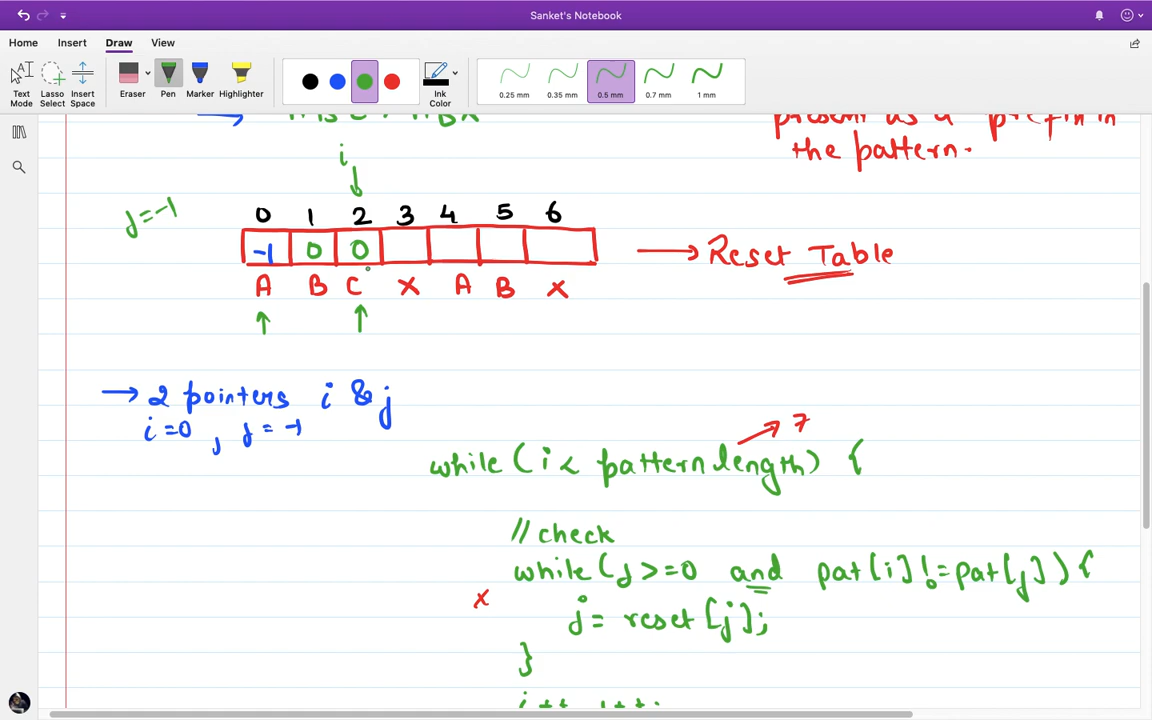 Sanket's Notebook
Home Insert Draw View
Text Mode Lasso Select Insert Space Eraser Pen Marker Highlighter Ink Color 0.25 mm 0.35 mm 0.5 mm 0.7 mm 1 mm
present as a prefix in
the pattern.
i
j=-1
0 1 2 3 4 5 6
-1 0 0
→ Reset Table
A B C X A B X
→ 2 pointers i & j
i=0 , j=-1
7
while( i < pattern length) {
// check
while(j >=0 and pat[i] != pat[j]) {
x
j = reset[j];
}
i++ j++;